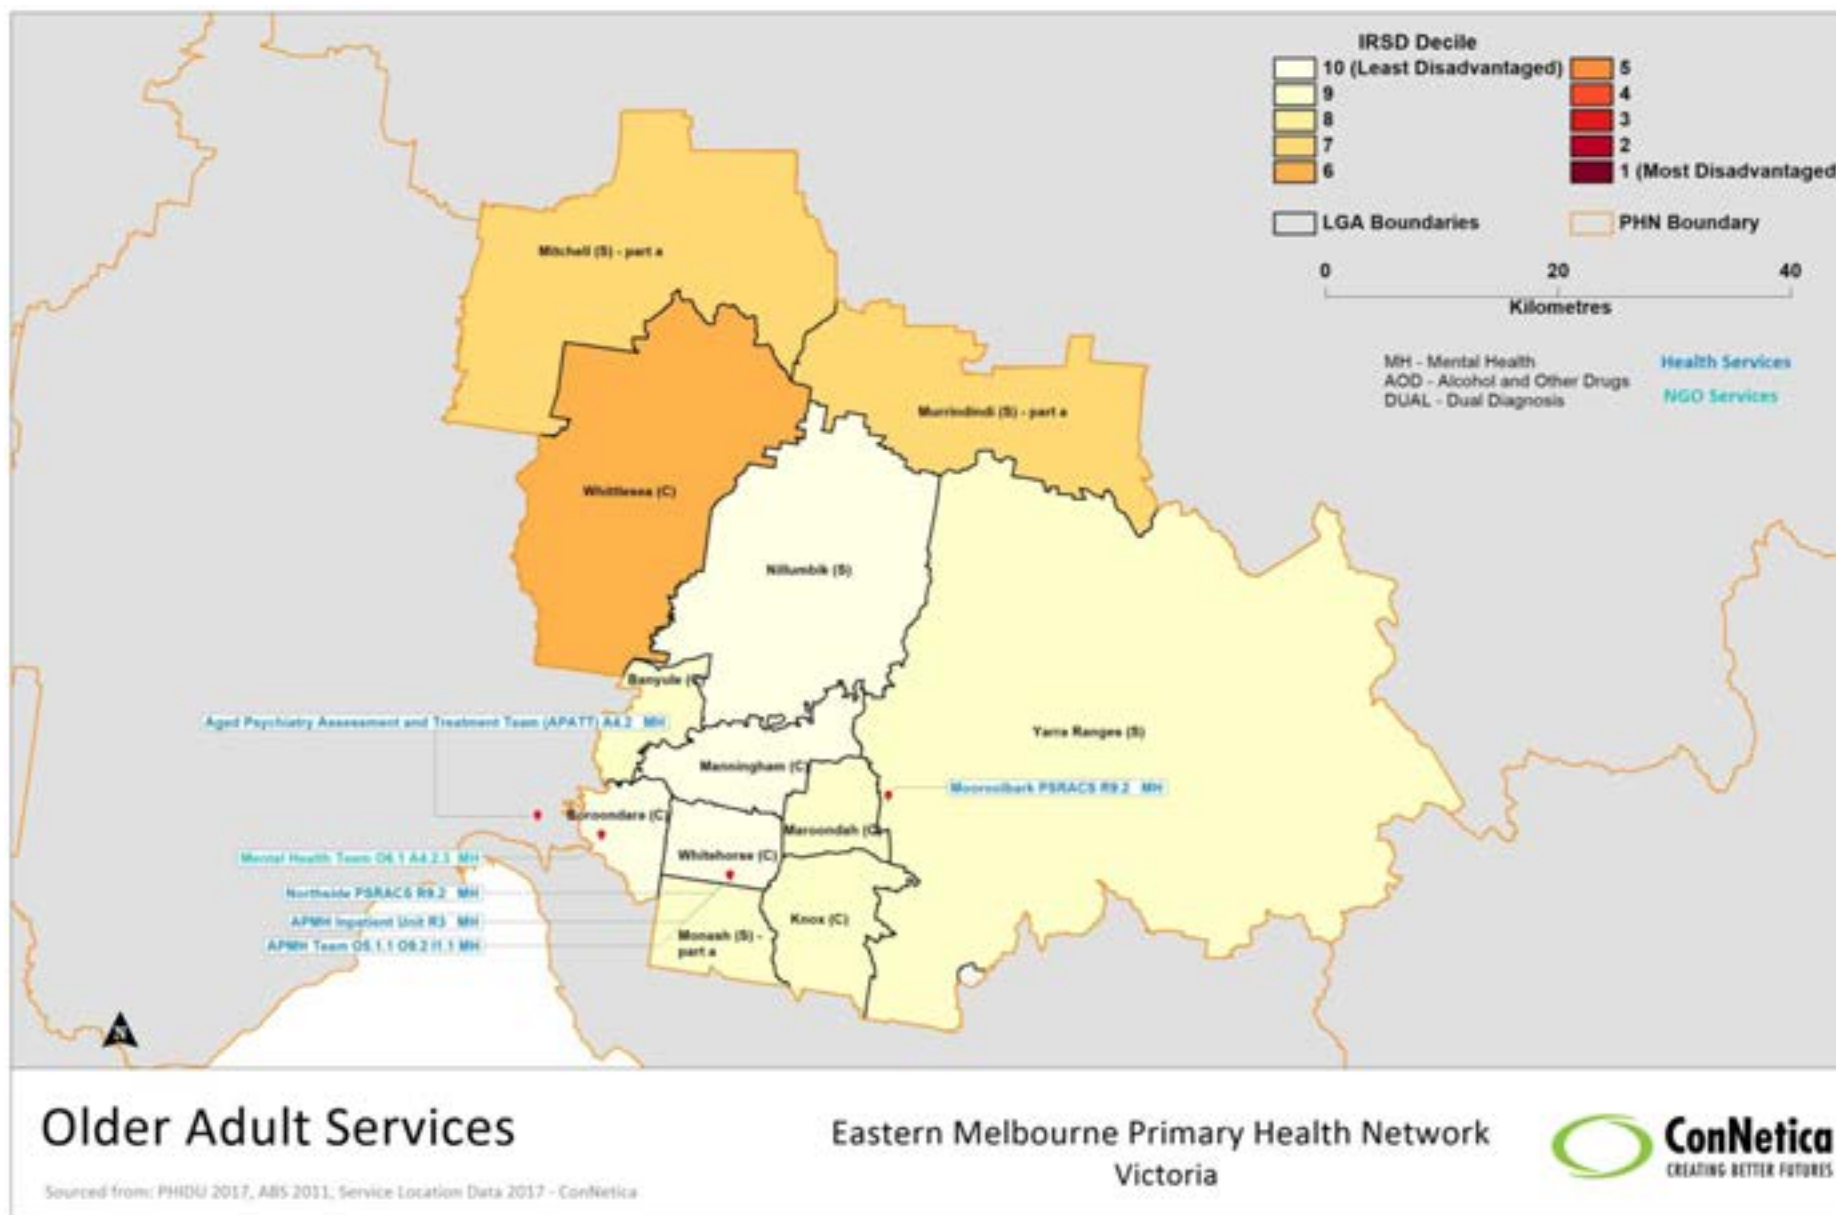 IRSD Decile
10 (Least Disadvantaged)
9
8
7
6
5
4
3
2
1 (Most Disadvantaged
LGA Boundaries
PHN Boundary
0 20 40
Kilometres
MH - Mental Health
AOD - Alcohol and Other Drugs
DUAL - Dual Diagnosis
Health Services
NGO Services
Mitchell (S) - part a
Murrindindi (S) - part a
Whittlesea (C)
Nillumbik (S)
Banyule (C
Aged Psychiatry Assessment and Treatment Team (APATT) A4.2 MH
Yarra Ranges (S)
Manningham (C)
Mooroolbark PSRACS R9.2 MH
Boroondara (C)
Maroondah (C)
Whitehorse (C)
Mental Health Team O6.1 A4.2.3 MH
Northside PSRACS R9.2 MH
APMH Inpatient Unit R3 MH
APMH Team O5.1.1 O9.2 I1.1 MH
Knox (C)
Monash (S) -
part a
N
Older Adult Services
Eastern Melbourne Primary Health Network
Victoria
ConNetica
CREATING BETTER FUTURES
Sourced from: PHIDU 2017, ABS 2011, Service Location Data 2017 - ConNetica